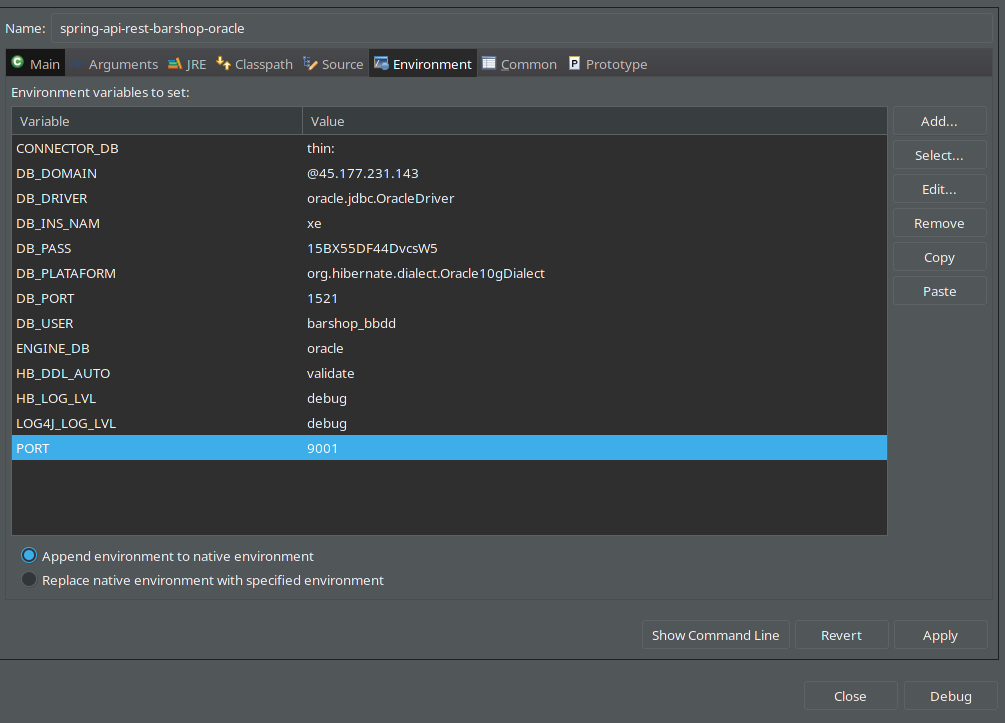 Name: spring-api-rest-barshop-oracle
Main Arguments JRE Classpath Source Environment Common Prototype
Environment variables to set:
Variable Value
CONNECTOR_DB thin:
DB_DOMAIN @45.177.231.143
DB_DRIVER oracle.jdbc.OracleDriver
DB_INS_NAM xe
DB_PASS 15BX55DF44DvcsW5
DB_PLATAFORM org.hibernate.dialect.Oracle10gDialect
DB_PORT 1521
DB_USER barshop_bbdd
ENGINE_DB oracle
HB_DDL_AUTO validate
HB_LOG_LVL debug
LOG4J_LOG_LVL debug
PORT 9001
Add...
Select...
Edit...
Remove
Copy
Paste
Append environment to native environment
Replace native environment with specified environment
Show Command Line Revert Apply
Close Debug